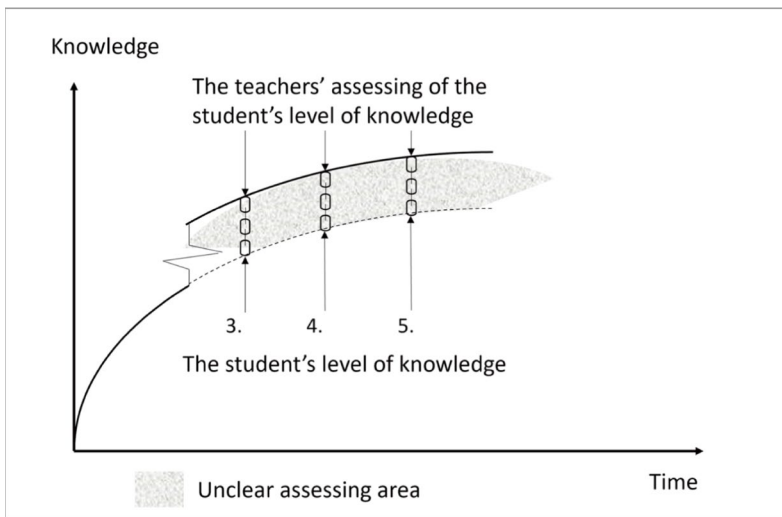 Knowledge
The teachers' assessing of the
student's level of knowledge
3.
4.
5.
The student's level of knowledge
Time
Unclear assessing area